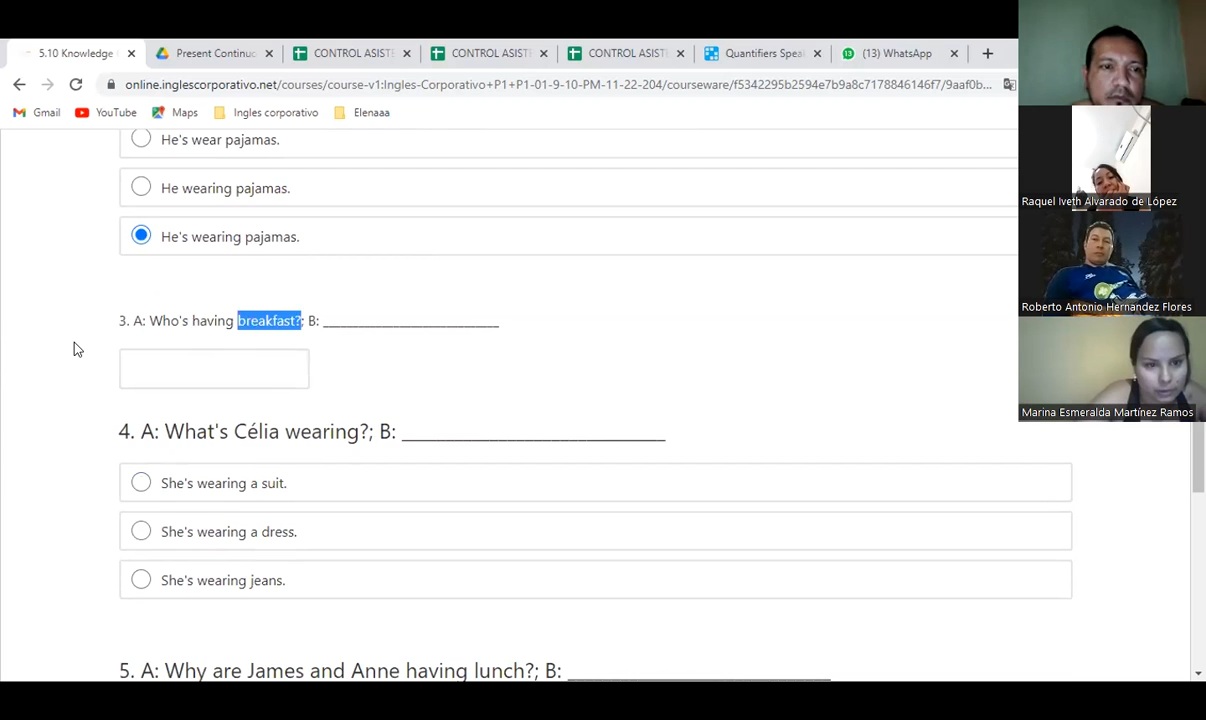 5.10 Knowledge
Present Continuo
CONTROL ASISTE
CONTROL ASISTE
CONTROL ASISTE
Quantifiers Spea
(13) WhatsApp
online.inglescorporativo.net/courses/course-v1:Ingles-Corporativo+P1+P1-01-9-10-PM-11-22-204/courseware/f5342295b2594e7b9a8c7178846146f7/9aaf0b...
Gmail
YouTube
Maps
Ingles corporativo
Elenaaa
He's wear pajamas.
He wearing pajamas.
He's wearing pajamas.
3. A: Who's having breakfast?; B: _________________________
4. A: What's Célia wearing?; B: _________________________
She's wearing a suit.
She's wearing a dress.
She's wearing jeans.
5. A: Why are James and Anne having lunch?; B: _________________________
Raquel Iveth Alvarado de López
Roberto Antonio Hernandez Flores
Marina Esmeralda Martínez Ramos